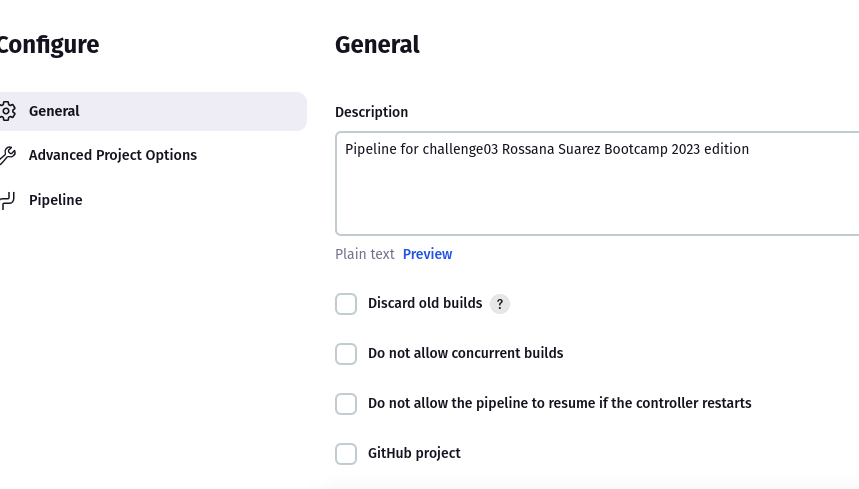 Configure
General
Advanced Project Options
Pipeline
General
Description
Pipeline for challenge03 Rossana Suarez Bootcamp 2023 edition
Plain text Preview
Discard old builds ?
Do not allow concurrent builds
Do not allow the pipeline to resume if the controller restarts
GitHub project